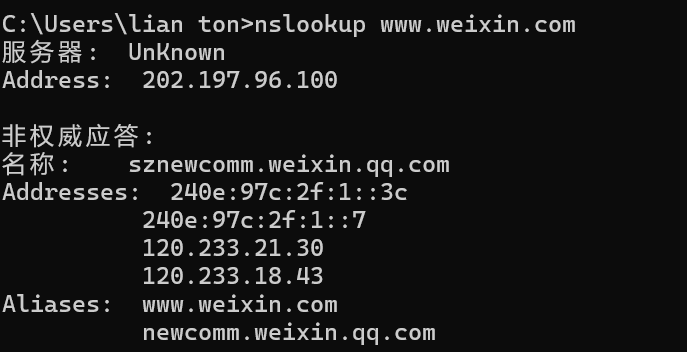 C:\Users\lian ton>nslookup www.weixin.com
服务器:  UnKnown
Address:  202.197.96.100

非权威应答:
名称:    sznewcomm.weixin.qq.com
Addresses:  240e:97c:2f:1::3c
          240e:97c:2f:1::7
          120.233.21.30
          120.233.18.43
Aliases:  www.weixin.com
          newcomm.weixin.qq.com